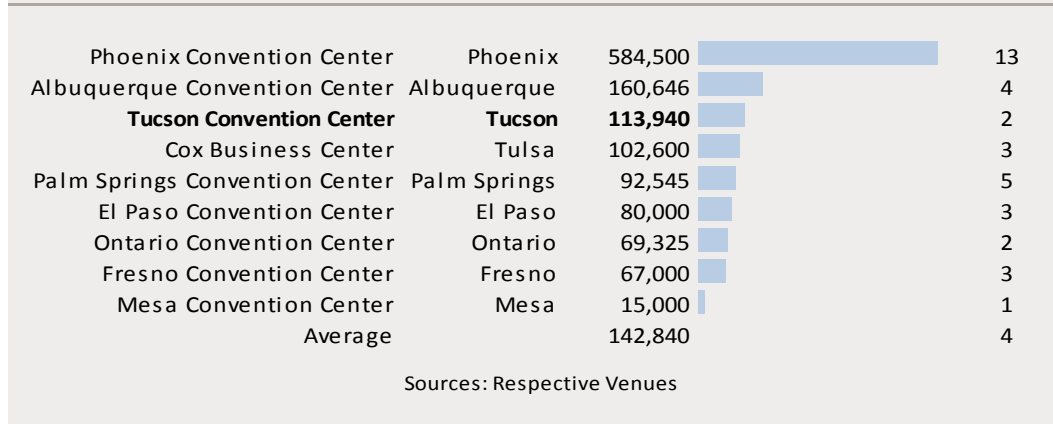 Phoenix Convention Center Phoenix 584,500 13
Albuquerque Convention Center Albuquerque 160,646 4
Tucson Convention Center Tucson 113,940 2
Cox Business Center Tulsa 102,600 3
Palm Springs Convention Center Palm Springs 92,545 5
El Paso Convention Center El Paso 80,000 3
Ontario Convention Center Ontario 69,325 2
Fresno Convention Center Fresno 67,000 3
Mesa Convention Center Mesa 15,000 1
Average 142,840 4
Sources: Respective Venues